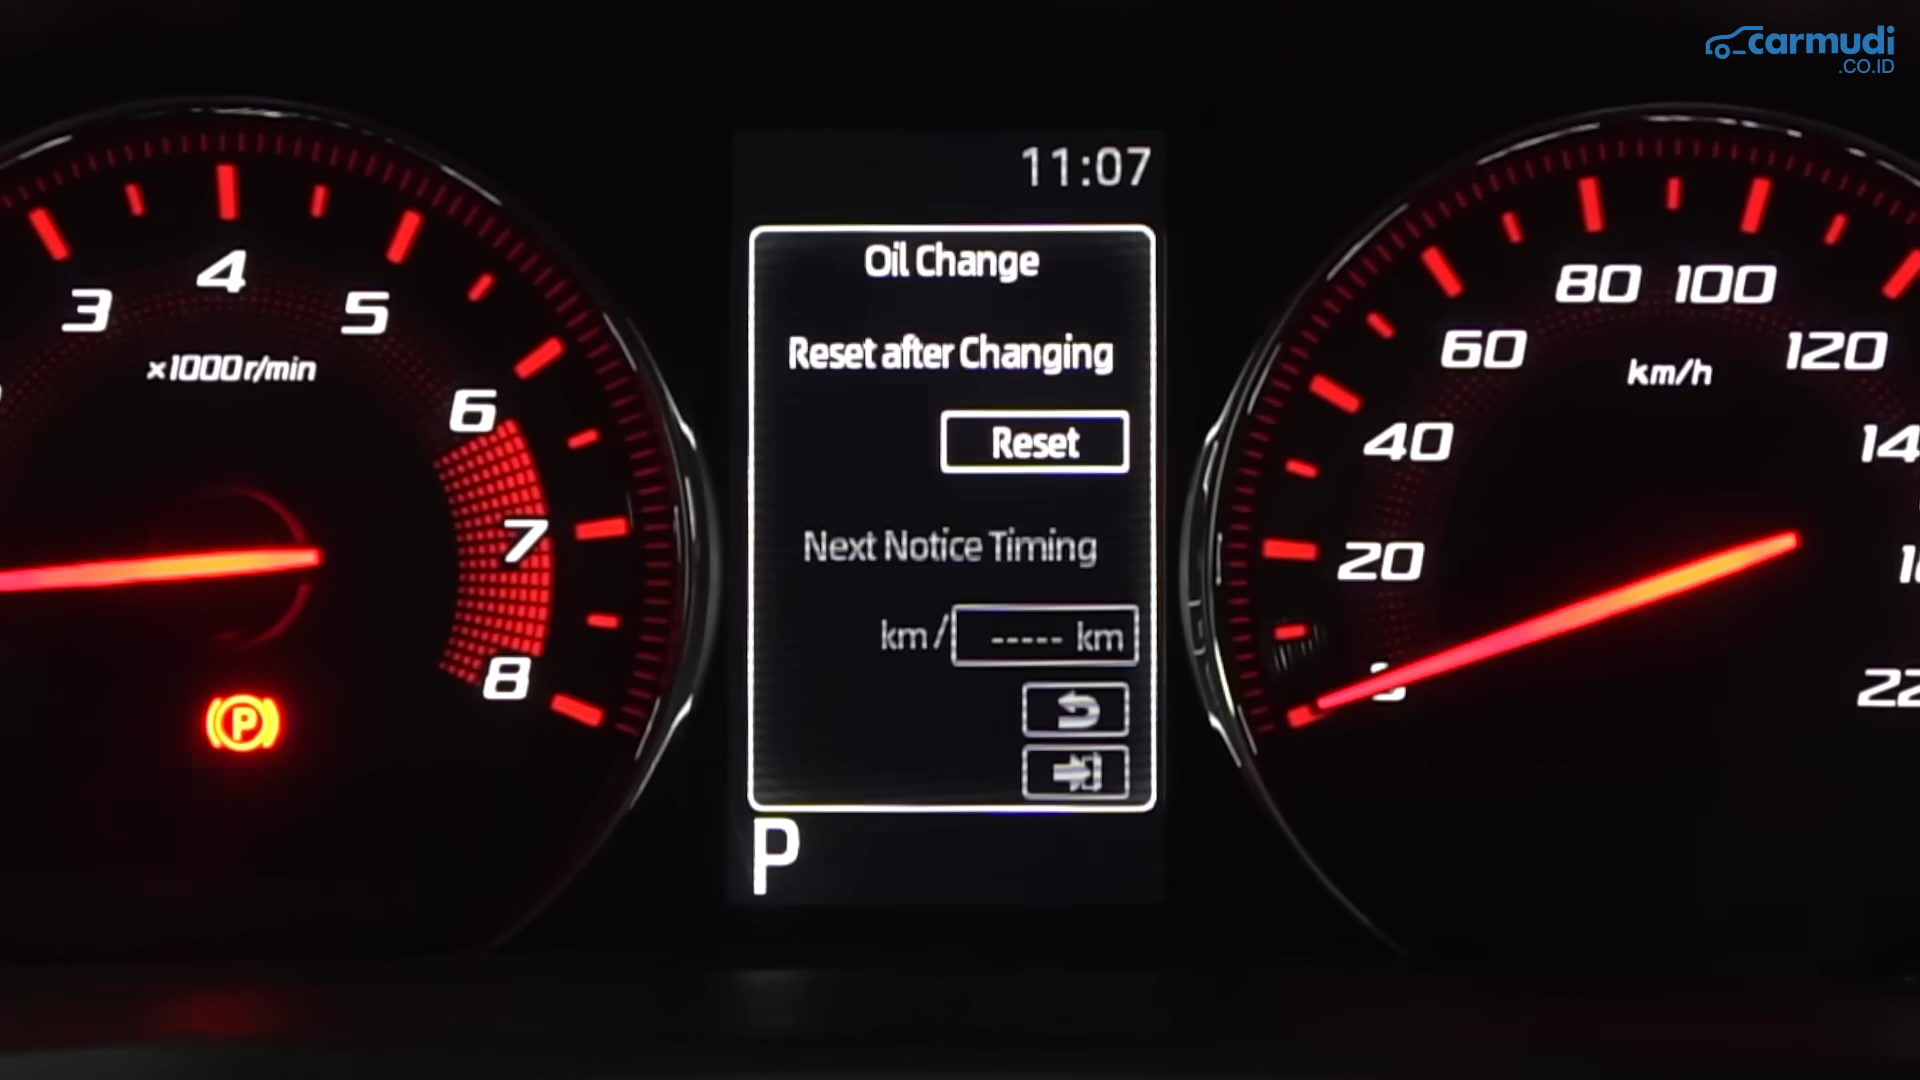 carmudi
.CO.ID
11:07
Oil Change
Reset after Changing
Reset
Next Notice Timing
km / ----- km
P
3
4
5
6
7
8
x1000r/min
P
20
40
60
80
100
120
km/h